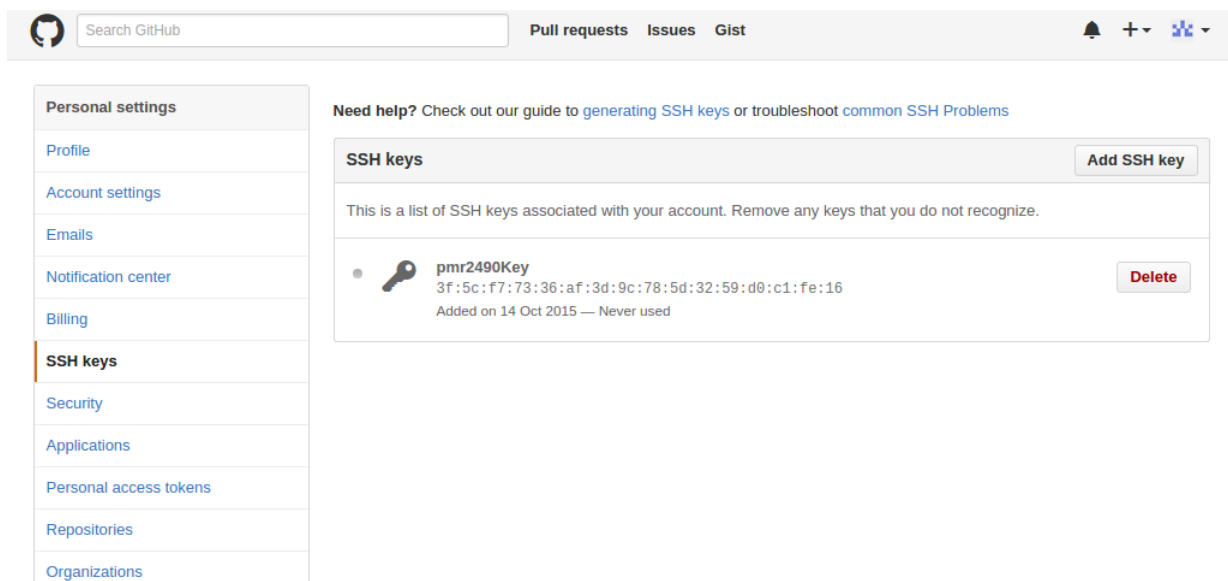 Search GitHub
Pull requests Issues Gist
Personal settings
Profile
Account settings
Emails
Notification center
Billing
SSH keys
Security
Applications
Personal access tokens
Repositories
Organizations
Need help? Check out our guide to generating SSH keys or troubleshoot common SSH Problems
SSH keys
Add SSH key
This is a list of SSH keys associated with your account. Remove any keys that you do not recognize.
pmr2490Key
3f:5c:f7:73:36:af:3d:9c:78:5d:32:59:d0:c1:fe:16
Added on 14 Oct 2015 — Never used
Delete